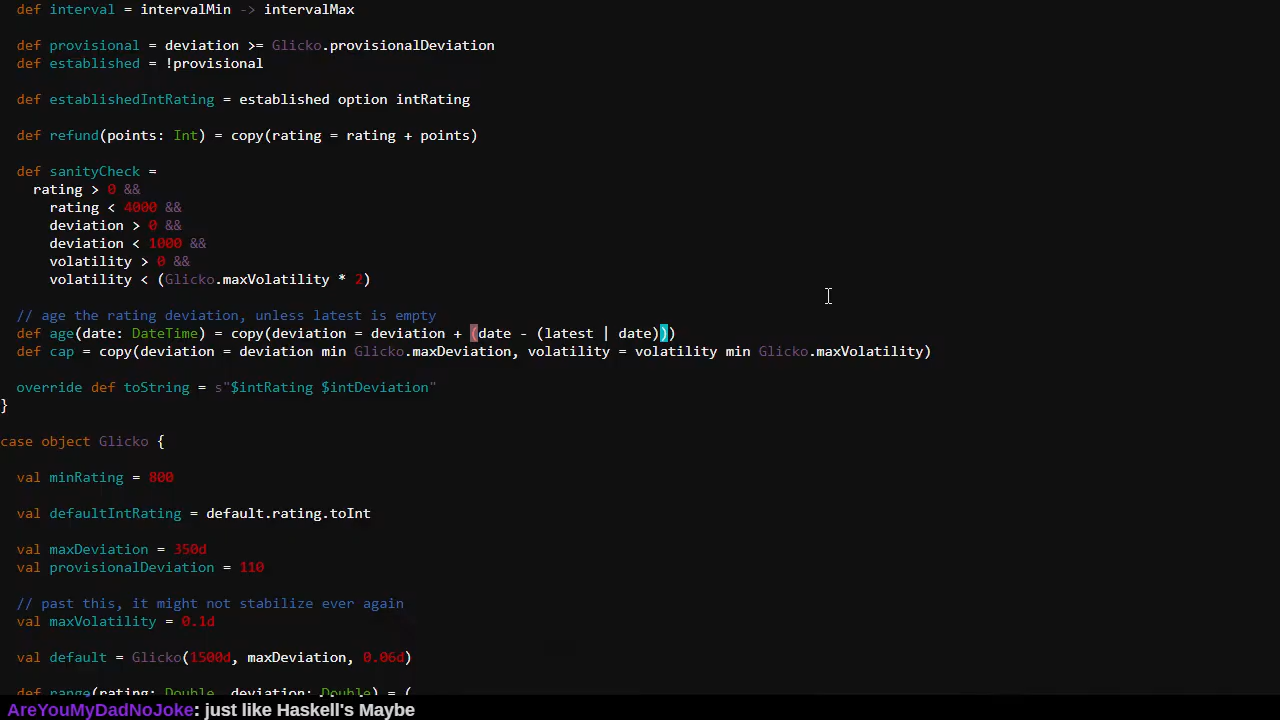 def interval = intervalMin -> intervalMax
def provisional = deviation >= Glicko.provisionalDeviation
def established = !provisional
def establishedIntRating = established option intRating
def refund(points: Int) = copy(rating = rating + points)
def sanityCheck =
rating > 0 &&
rating < 4000 &&
deviation > 0 &&
deviation < 1000 &&
volatility > 0 &&
volatility < (Glicko.maxVolatility * 2)
// age the rating deviation, unless latest is empty
def age(date: DateTime) = copy(deviation = deviation + (date - (latest | date)))
def cap = copy(deviation = deviation min Glicko.maxDeviation, volatility = volatility min Glicko.maxVolatility)
override def toString = s"$intRating $intDeviation"
}
case object Glicko {
val minRating = 800
val defaultIntRating = default.rating.toInt
val maxDeviation = 350d
val provisionalDeviation = 110
// past this, it might not stabilize ever again
val maxVolatility = 0.1d
val default = Glicko(1500d, maxDeviation, 0.06d)
def range(rating: Double, deviation: Double) = (
AreYouMyDadNoJoke: just like Haskell's Maybe